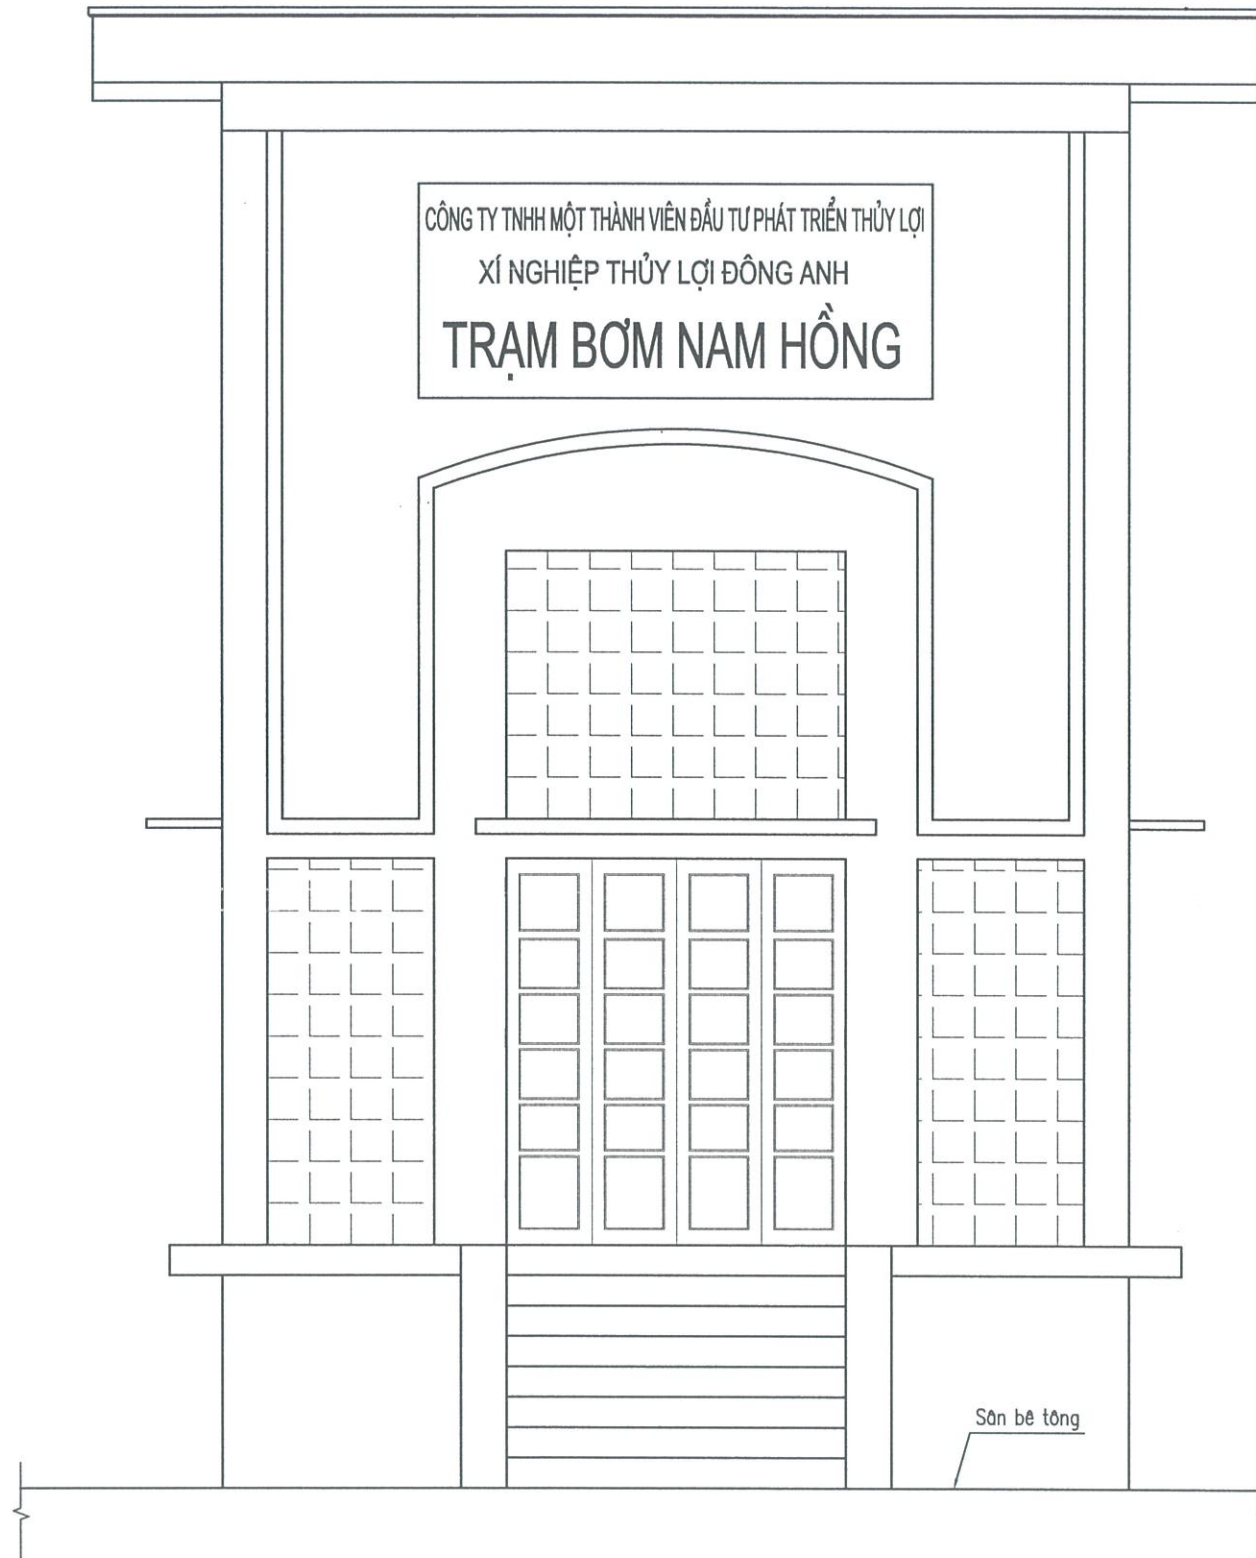 CÔNG TY TNHH MỘT THÀNH VIÊN ĐẦU TƯ PHÁT TRIỂN THỦY LỢI
XÍ NGHIỆP THỦY LỢI ĐÔNG ANH
TRẠM BƠM NAM HỒNG
Sân bê tông